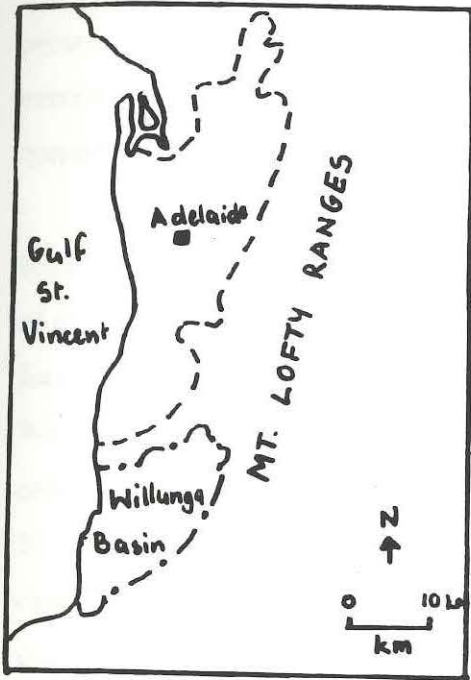 Adelaide
Gulf
St.
Vincent
MT. LOFTY RANGES
Willunga
Basin
N
0 10
km